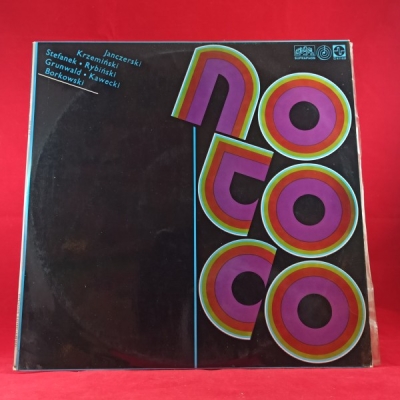 Janczerski
Krzemiński
Stefanek • Rybiński
Grunwald • Kawecki
Borkowski
no
to
co